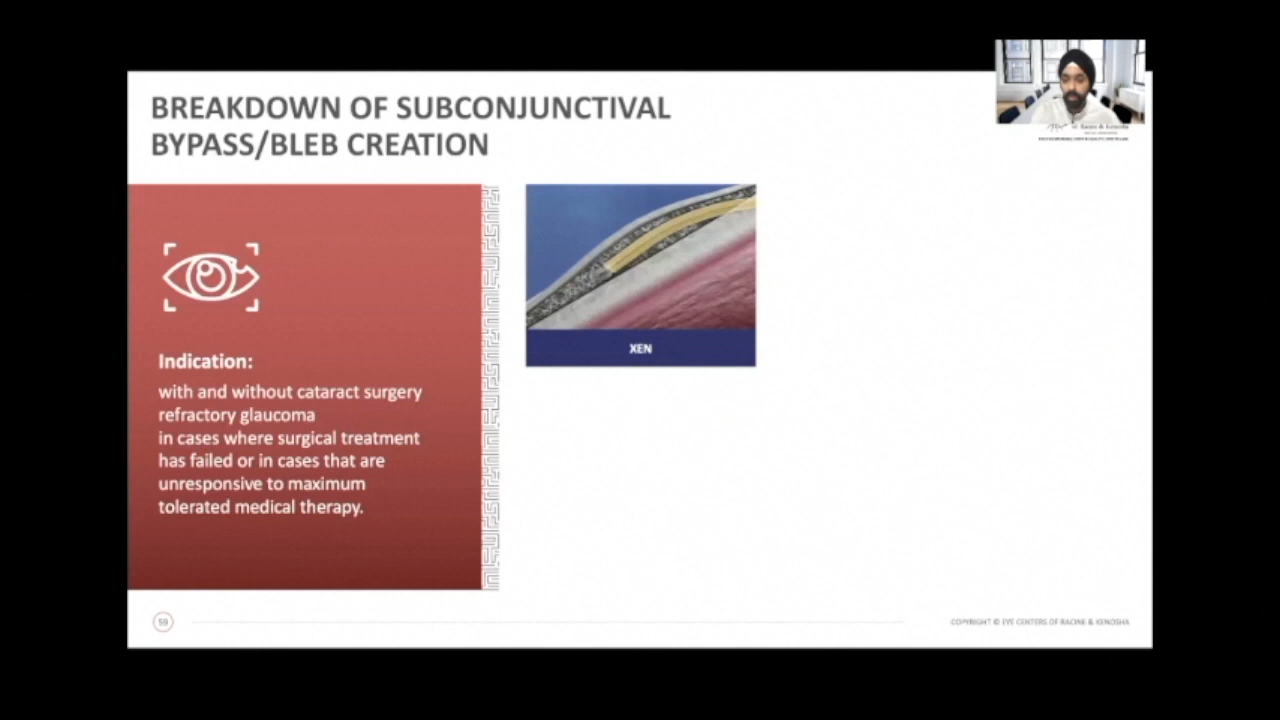 BREAKDOWN OF SUBCONJUNCTIVAL
BYPASS/BLEB CREATION
Indication:
with and without cataract surgery
refractory glaucoma
in cases where surgical treatment
has failed or in cases that are
unresponsive to maximum
tolerated medical therapy.
XEN
59
COPYRIGHT © EYE CENTERS OF RACINE & KENOSHA